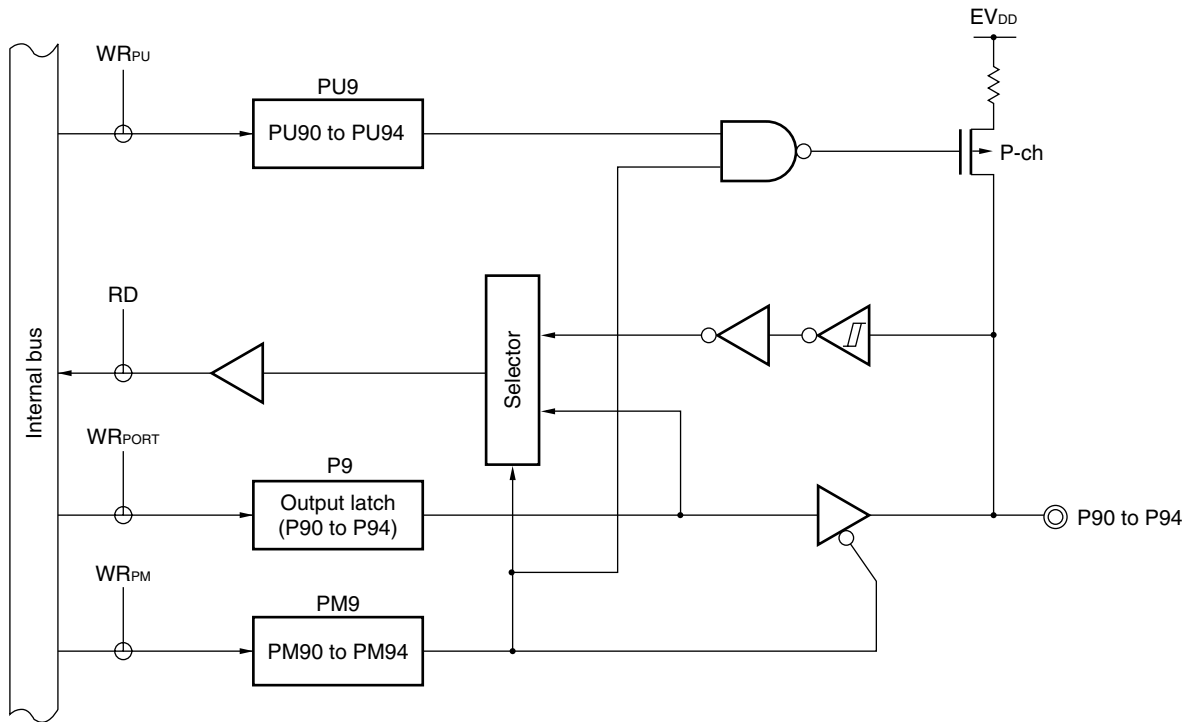 EVDD
WRPU
PU9
PU90 to PU94
P-ch
RD
Selector
Internal bus
WRPORT
P9
Output latch
(P90 to P94)
P90 to P94
WRPM
PM9
PM90 to PM94